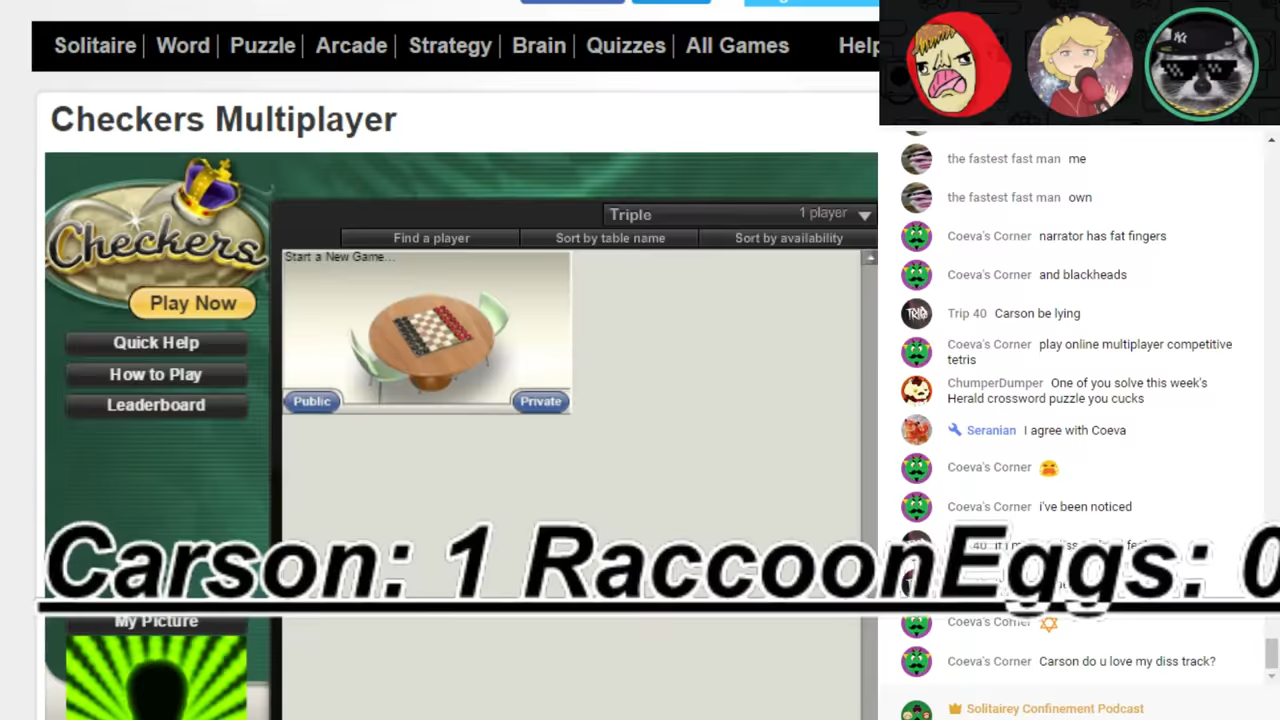 Solitaire Word Puzzle Arcade Strategy Brain Quizzes All Games Help
Checkers Multiplayer
Checkers
Play Now
Quick Help
How to Play
Leaderboard
My Picture
Triple 1 player
Find a player Sort by table name Sort by availability
Start a New Game...
Public Private
Carson: 1 RaccoonEggs: 0
the fastest fast man me
the fastest fast man own
Coeva's Corner narrator has fat fingers
Coeva's Corner and blackheads
TRIP
Trip 40 Carson be lying
Coeva's Corner play online multiplayer competitive
tetris
ChumperDumper One of you solve this week's
Herald crossword puzzle you cucks
Seranian I agree with Coeva
Coeva's Corner 😫
Coeva's Corner i've been noticed
Coeva's Corner ✡
Coeva's Corner Carson do u love my diss track?
Solitairey Confinement Podcast